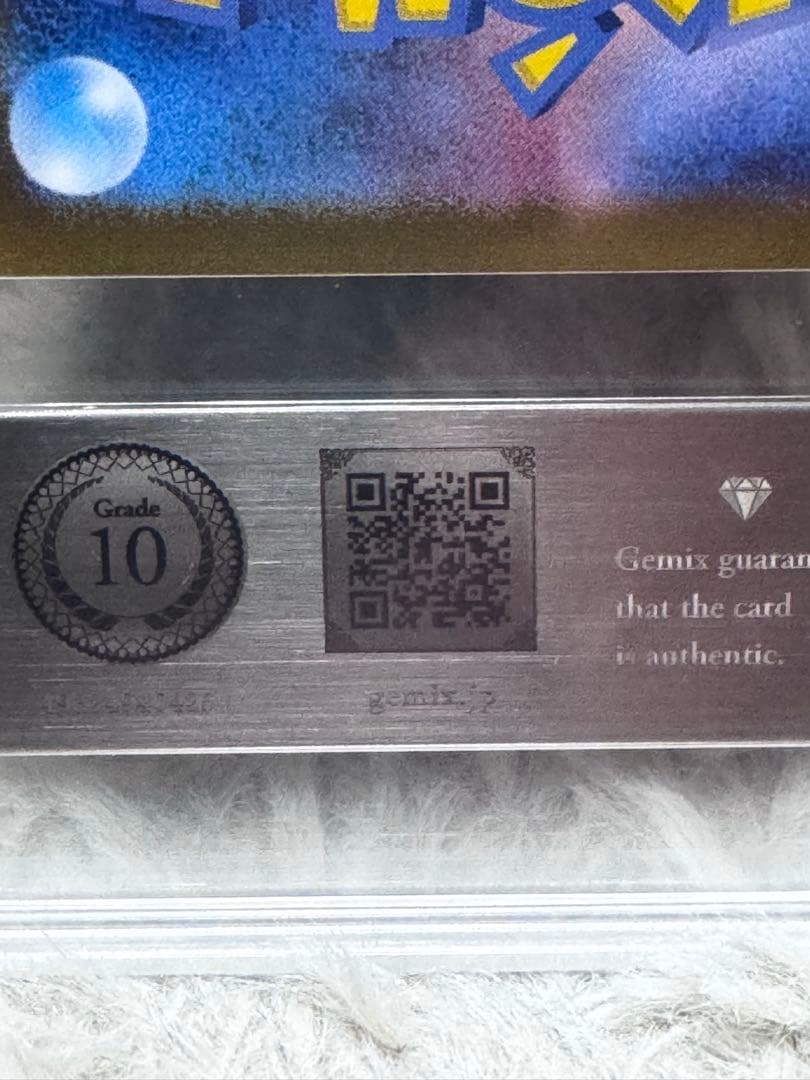 Grade
10
gemix.jp
Gemix guaran
that the card
is authentic.